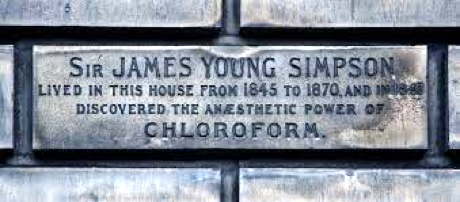 Sir JAMES YOUNG SIMPSON
LIVED IN THIS HOUSE FROM 1845 TO 1870, AND IN
DISCOVERED THE ANÆSTHETIC POWER OF
CHLOROFORM.